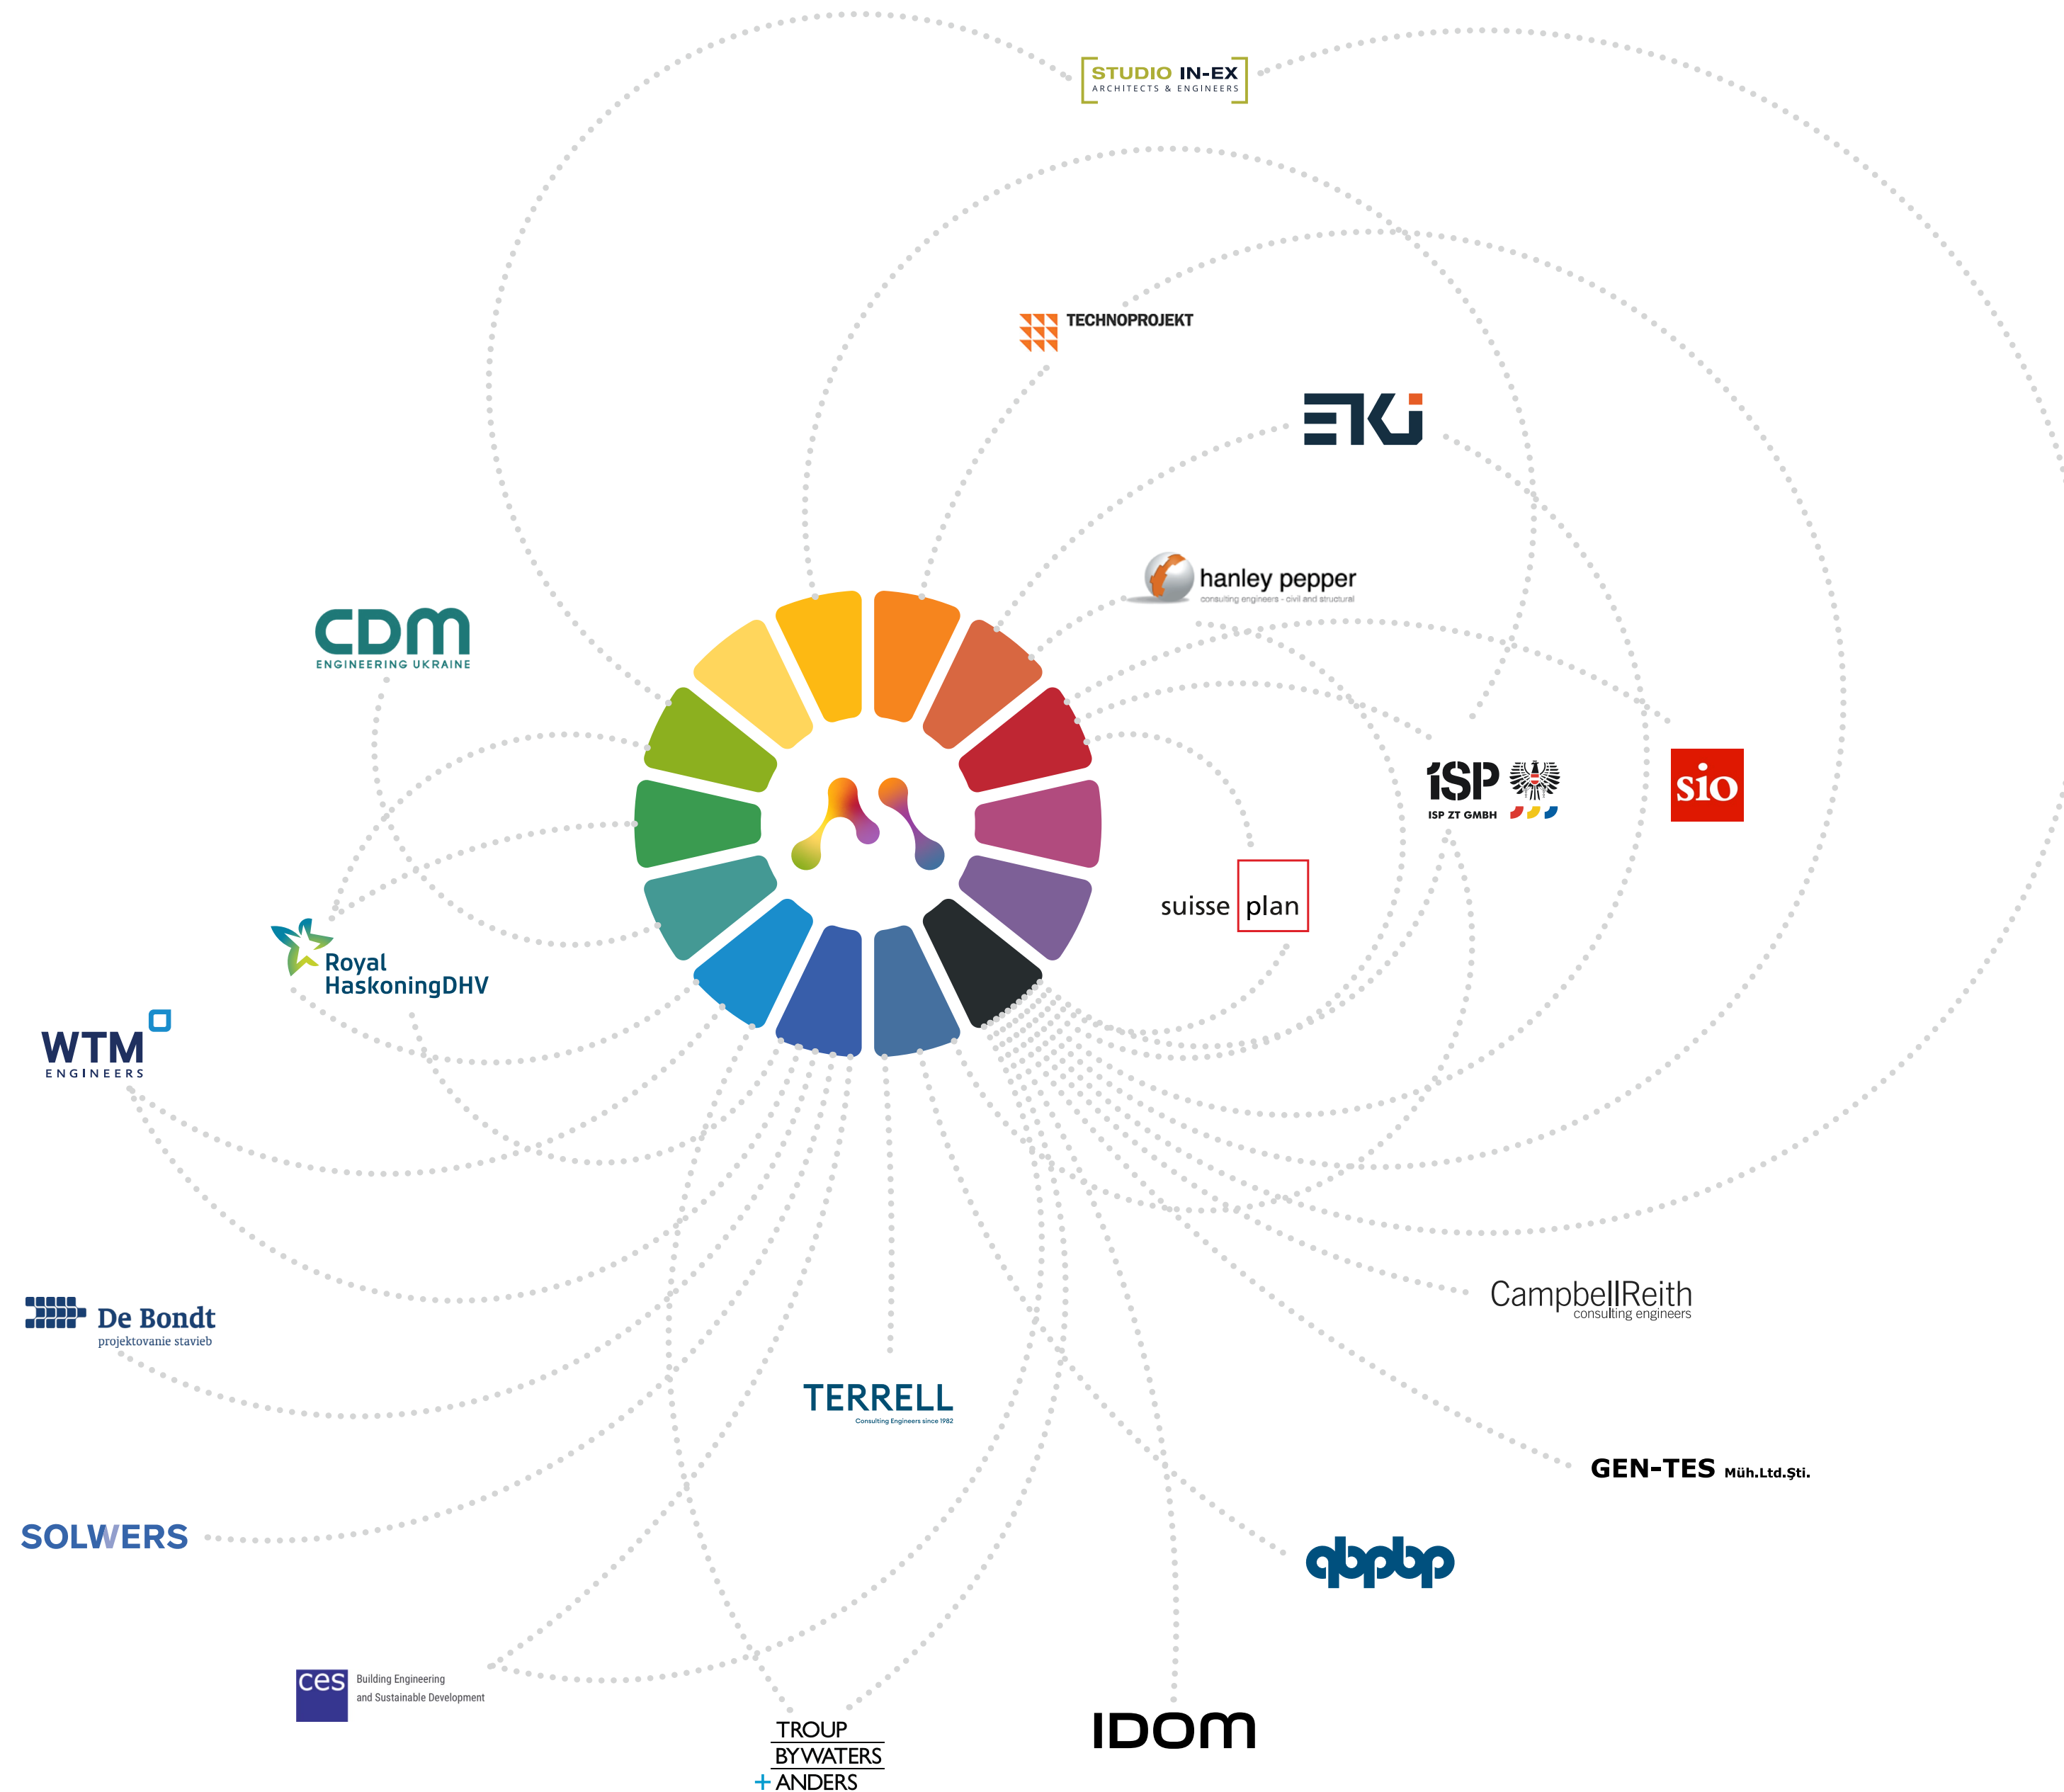 STUDIO IN-EX
ARCHITECTS & ENGINEERS
TECHNOPROJEKT
EKJ
hanley pepper
consulting engineers - civil and structural
CDM
ENGINEERING UKRAINE
ISP
ISP ZT GMBH
sio
suisse plan
Royal
HaskoningDHV
WTM
ENGINEERS
CampbellReith
consulting engineers
De Bondt
projektovanie stavieb
TERRELL
Consulting Engineers since 1982
GEN-TES Müh.Ltd.Şti.
SOLWERS
qbpbp
ces
Building Engineering
and Sustainable Development
IDOM
TROUP
BYWATERS
+ ANDERS